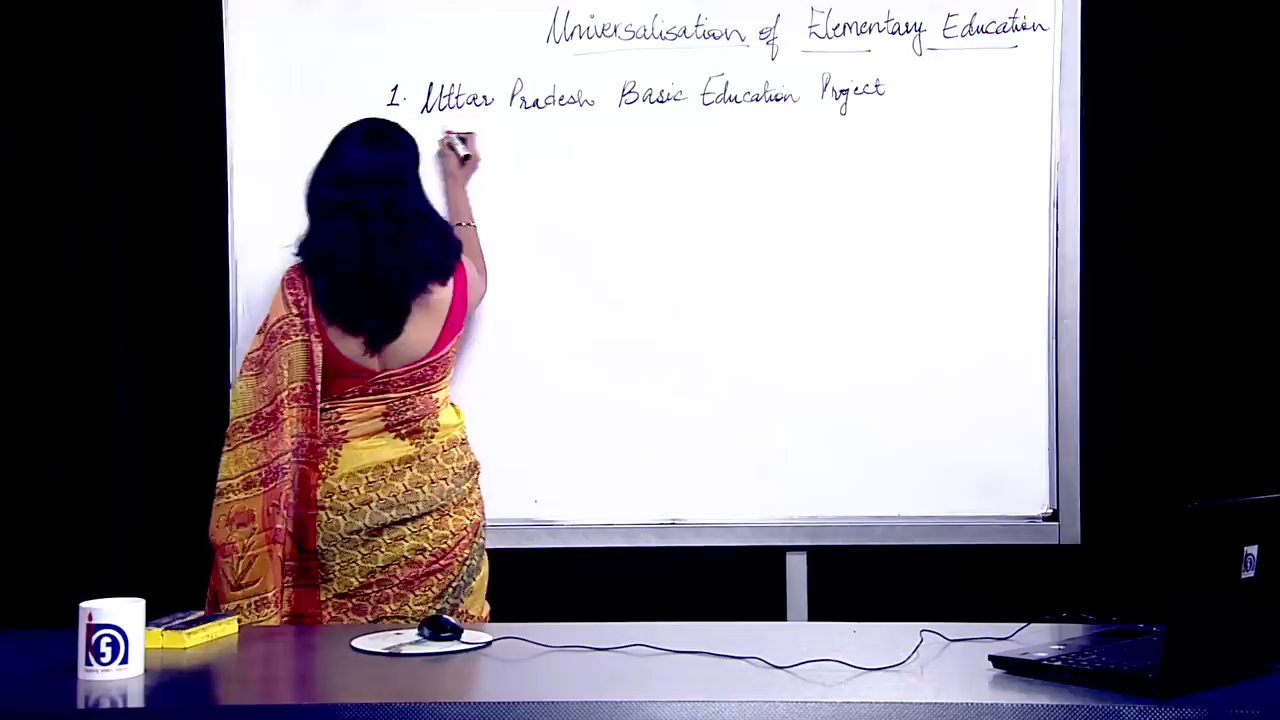 Universalisation of Elementary Education
1. Uttar Pradesh Basic Education Project